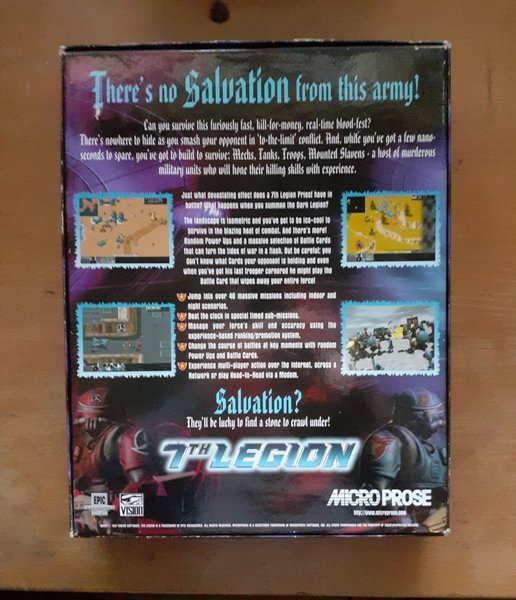 There's no Salvation from this army!
Can you survive this furiously fast, kill-for-money, real-time blood-fest?
There's nowhere to hide as you smash your opponent in 'to-the-limit' conflict. And, while you've got a few nano-
seconds to spare, you've got to build to survive: Mechs, Tanks, Troops, Mounted Slavens - a host of murderous
military units who will hone their killing skills with experience.
Just what devastating effect does a 7th Legion Priest have in
battle? What happens when you summon the Dark Legion?
The landscape is isometric and you've got to be ice-cool to
survive in the blazing heat of combat. And there's more!
Random Power Ups and a massive selection of Battle Cards
that can turn the tides of war in a flash. But be careful: you
don't know what Cards your opponent is holding and even
when you've got his last trooper cornered he might play the
Battle Card that wipes away your entire force!
Jump into over 40 massive missions including indoor and
night scenarios.
Beat the clock in special timed sub-missions.
Manage your force's skill and accuracy using the
experience-based ranking/promotion system.
Change the course of battles at key moments with random
Power Ups and Battle Cards.
Experience multi-player action over the Internet, across a
Network or play Head-to-Head via a Modem.
Salvation?
They'll be lucky to find a stone to crawl under!
7TH LEGION
EPIC
VISION
MICROPROSE
http://www.microprose.com